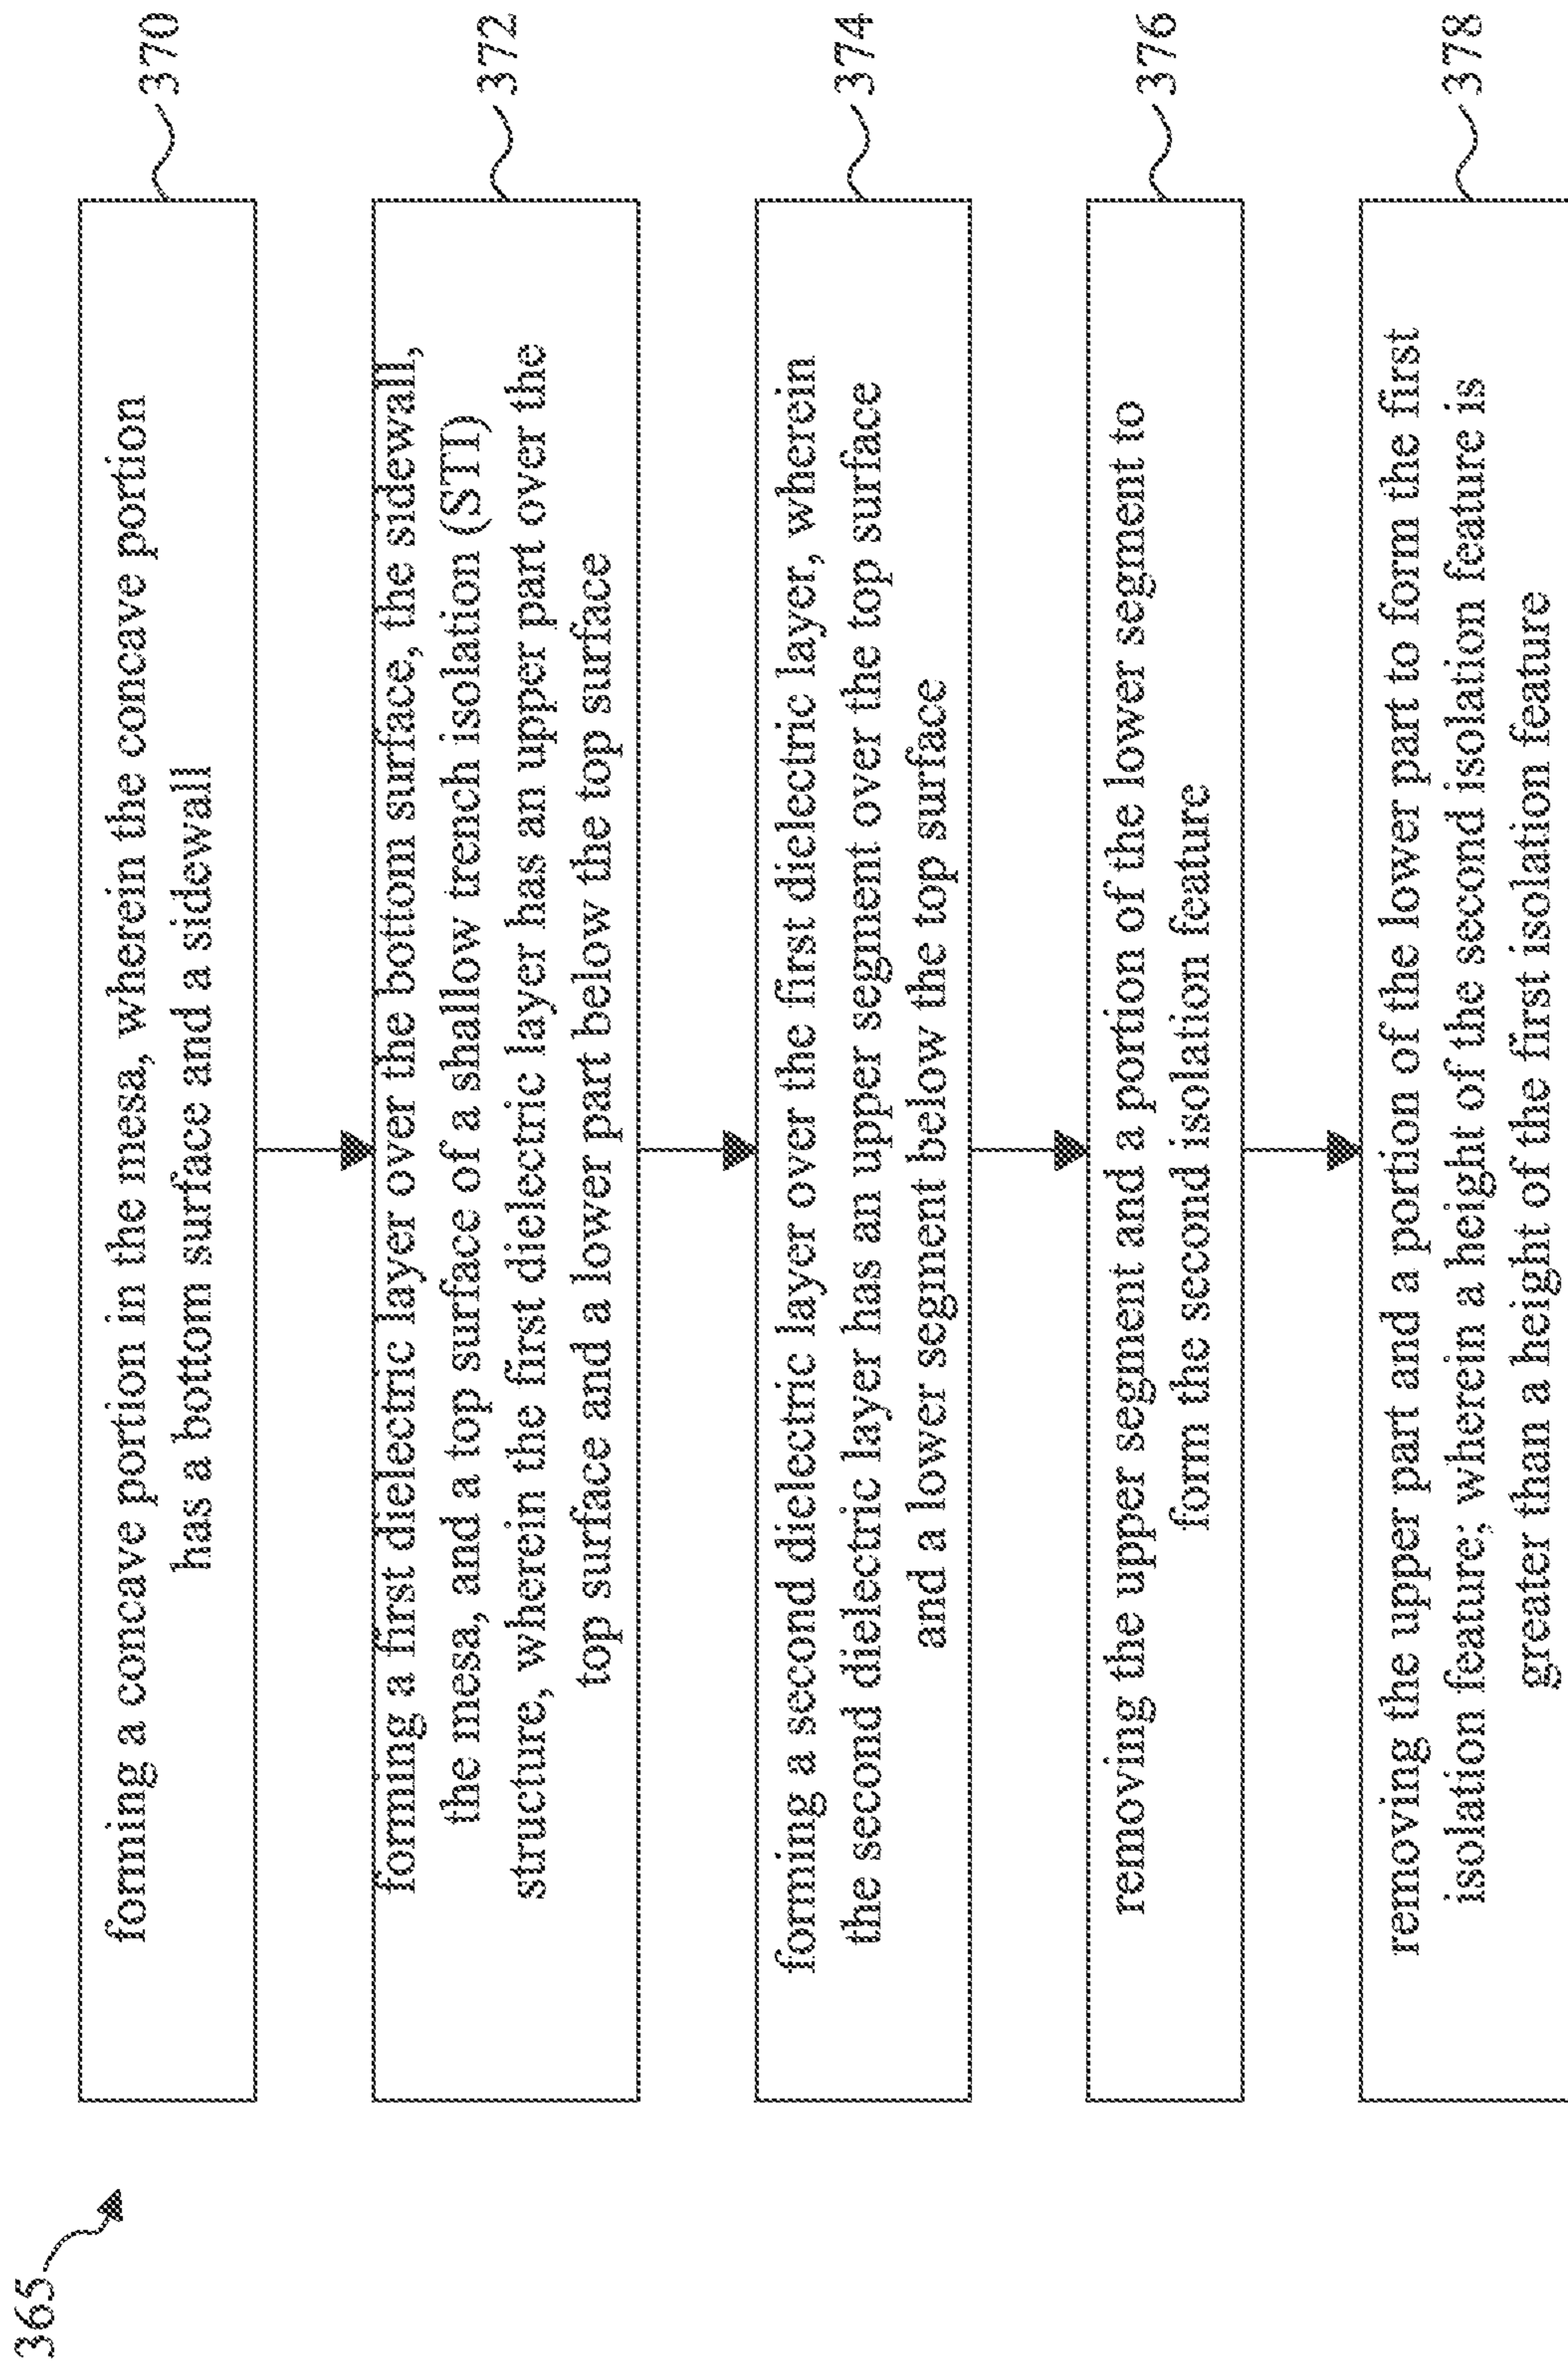 365
370
forming a concave portion in the mesa, wherein the concave portion
has a bottom surface and a sidewall
372
forming a first dielectric layer over the bottom surface, the sidewall,
the mesa, and a top surface of a shallow trench isolation (STI)
structure, wherein the first dielectric layer has an upper part over the
top surface and a lower part below the top surface
374
forming a second dielectric layer over the first dielectric layer, wherein
the second dielectric layer has an upper segment over the top surface
and a lower segment below the top surface
376
removing the upper segment and a portion of the lower segment to
form the second isolation feature
378
removing the upper part and a portion of the lower part to form the first
isolation feature; wherein a height of the second isolation feature is
greater than a height of the first isolation feature